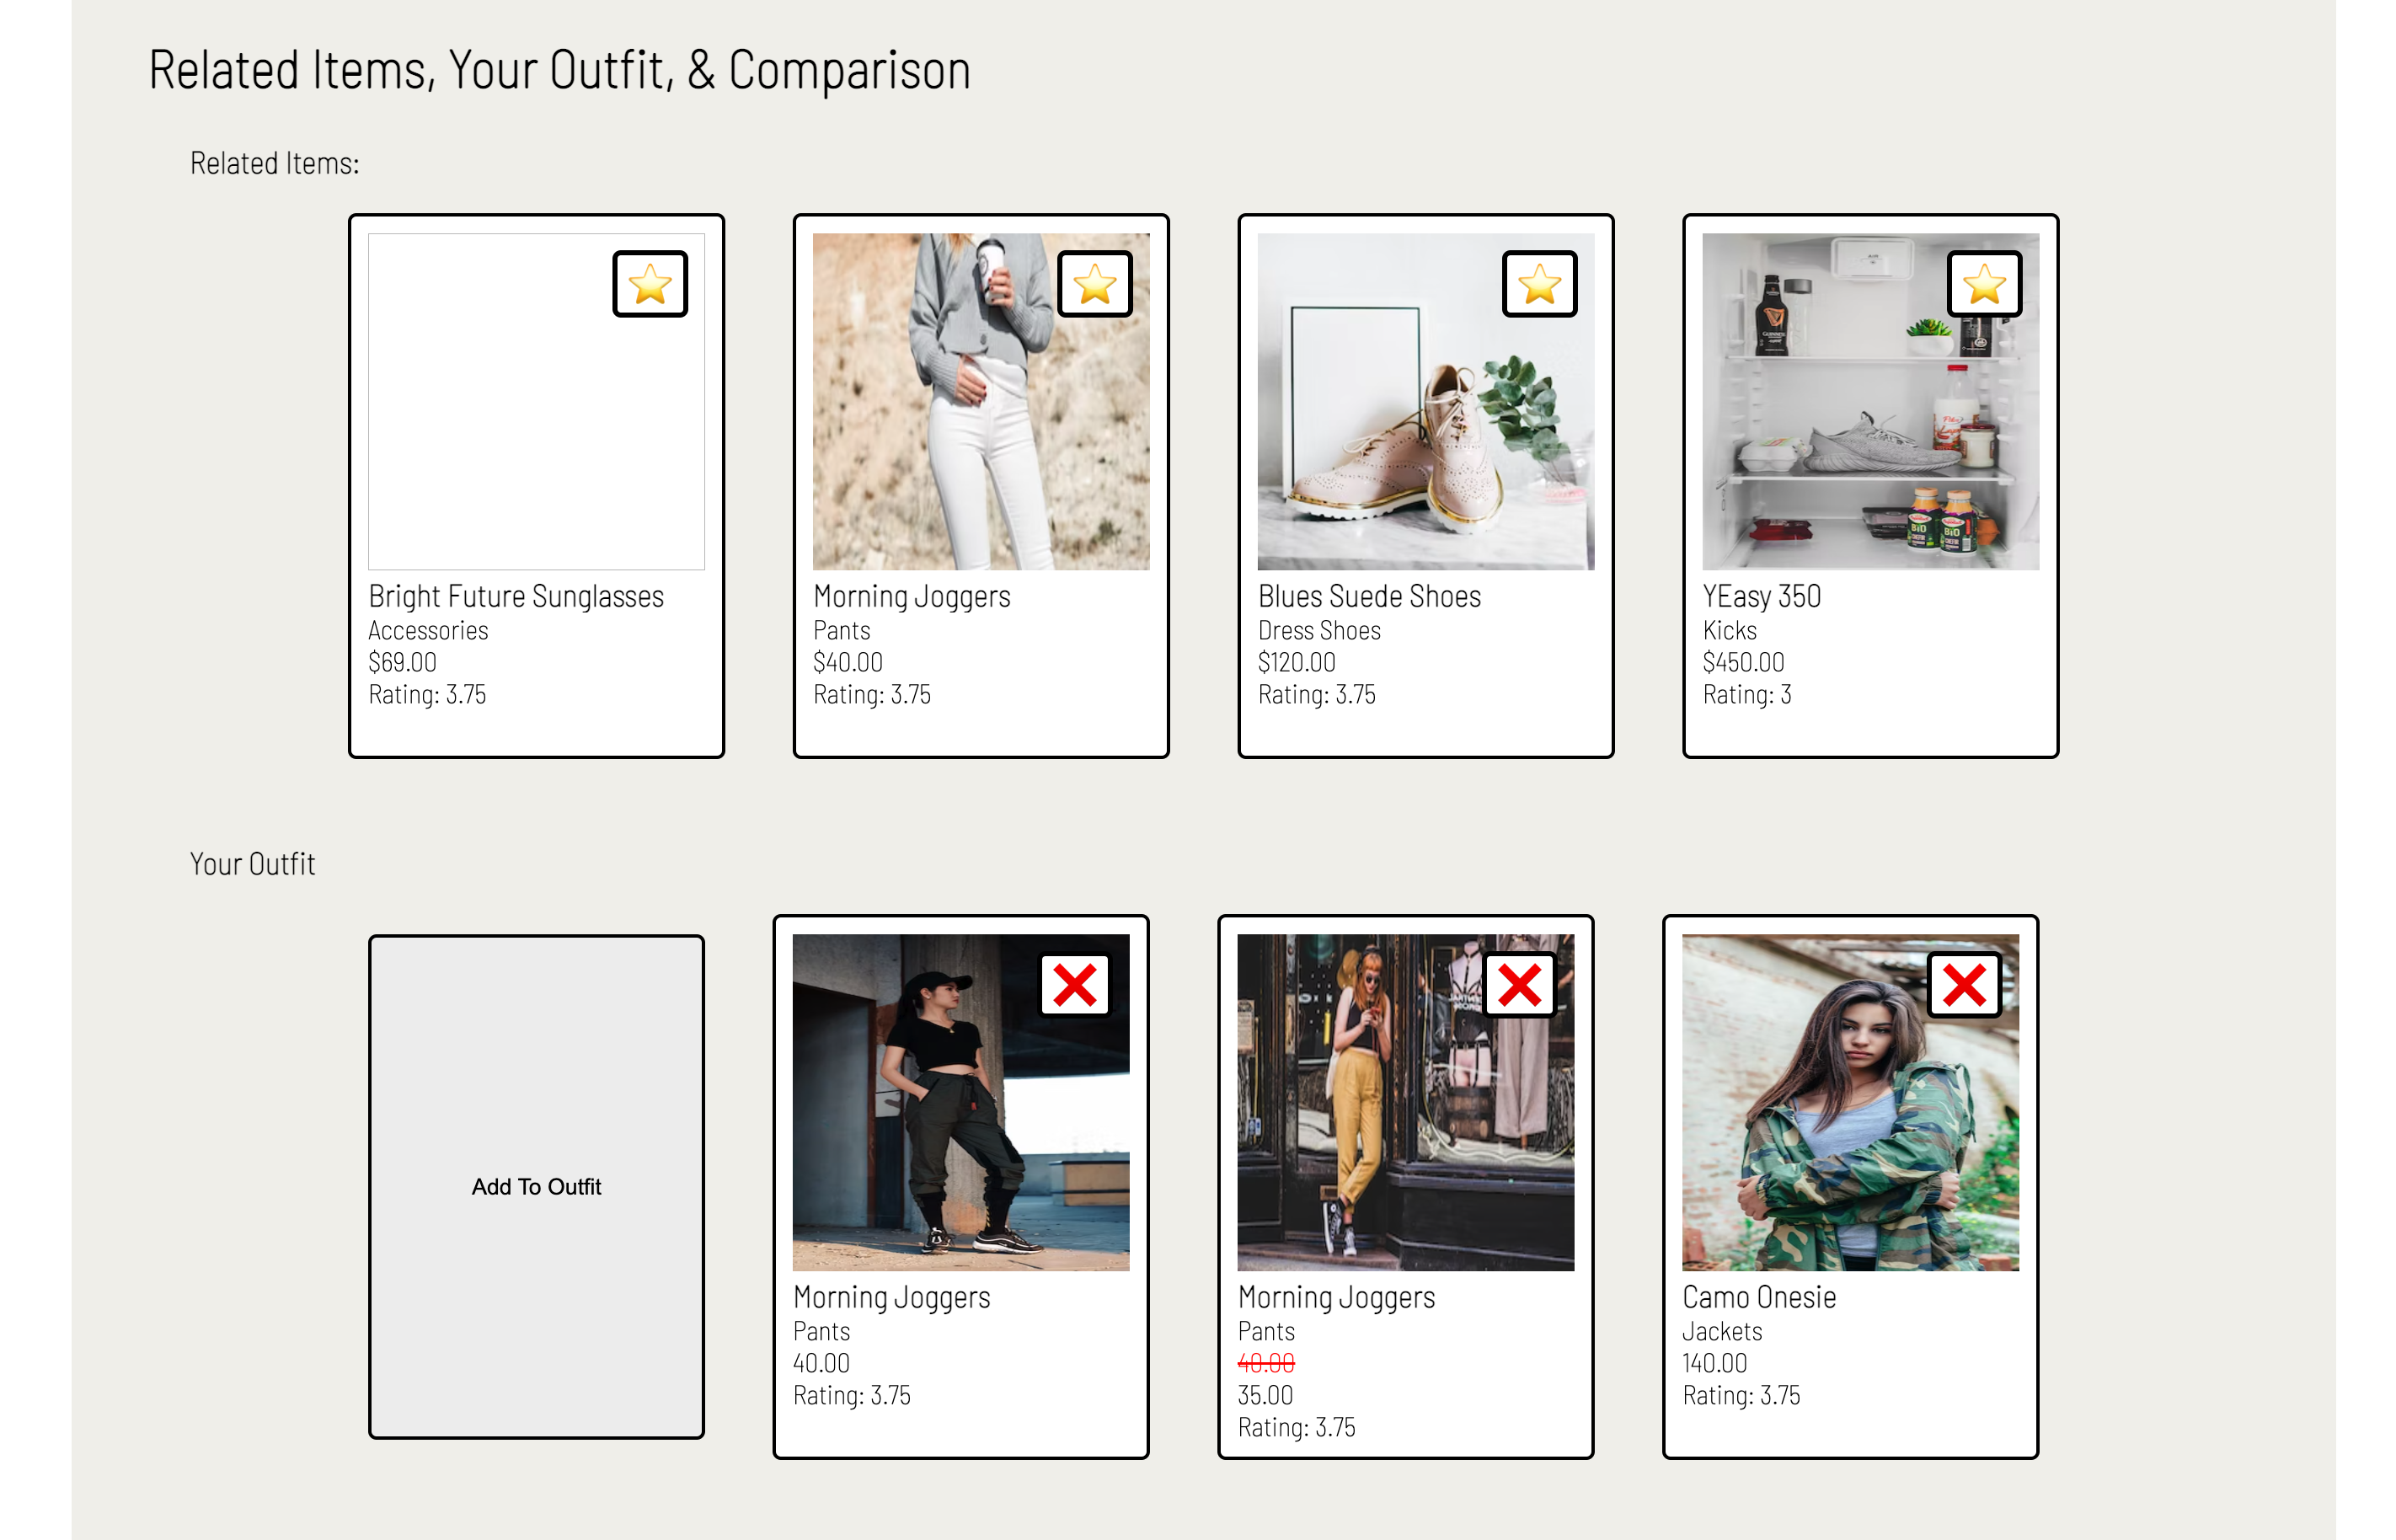 Related Items, Your Outfit, & Comparison
Related Items:
Bright Future Sunglasses
Accessories
$69.00
Rating: 3.75
Morning Joggers
Pants
$40.00
Rating: 3.75
Blues Suede Shoes
Dress Shoes
$120.00
Rating: 3.75
GUINNESS
BIO
BIO
YEasy 350
Kicks
$450.00
Rating: 3
Your Outfit
Add To Outfit
Morning Joggers
Pants
40.00
Rating: 3.75
Morning Joggers
Pants
40.00
35.00
Rating: 3.75
Camo Onesie
Jackets
140.00
Rating: 3.75